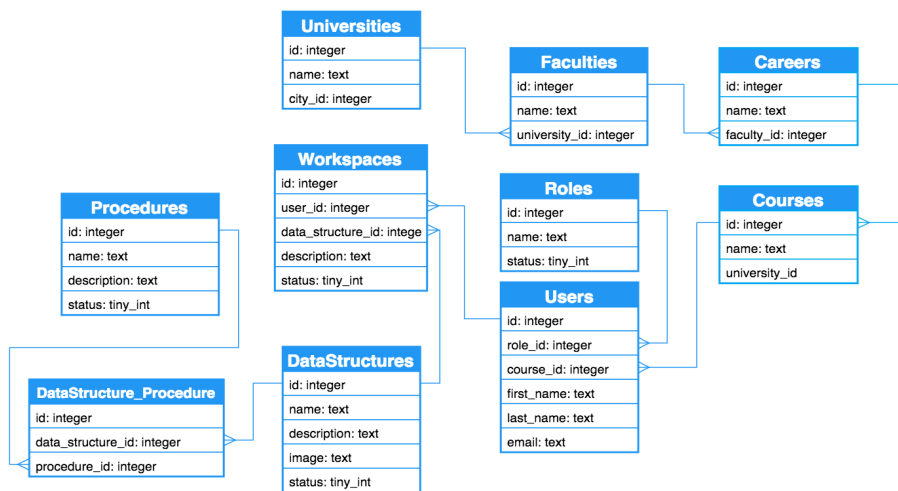 Universities
id: integer
name: text
city_id: integer
Faculties
id: integer
name: text
university_id: integer
Careers
id: integer
name: text
faculty_id: integer
Workspaces
id: integer
user_id: integer
data_structure_id: intege
description: text
status: tiny_int
Roles
id: integer
name: text
status: tiny_int
Courses
id: integer
name: text
university_id
Procedures
id: integer
name: text
description: text
status: tiny_int
Users
id: integer
role_id: integer
course_id: integer
first_name: text
last_name: text
email: text
DataStructures
id: integer
name: text
description: text
image: text
status: tiny_int
DataStructure_Procedure
id: integer
data_structure_id: integer
procedure_id: integer